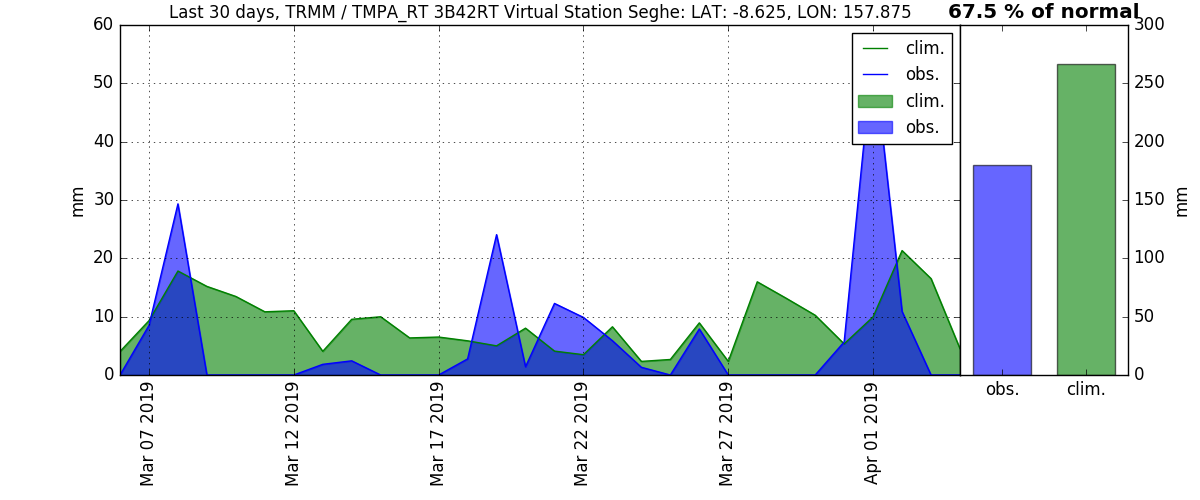 Last 30 days, TRMM / TMPA_RT 3B42RT Virtual Station Seghe: LAT: -8.625, LON: 157.875
67.5 % of normal
60
50
40
30
20
10
0
mm
clim.
obs.
clim.
obs.
Mar 07 2019
Mar 12 2019
Mar 17 2019
Mar 22 2019
Mar 27 2019
Apr 01 2019
300
250
200
150
100
50
0
mm
obs.
clim.